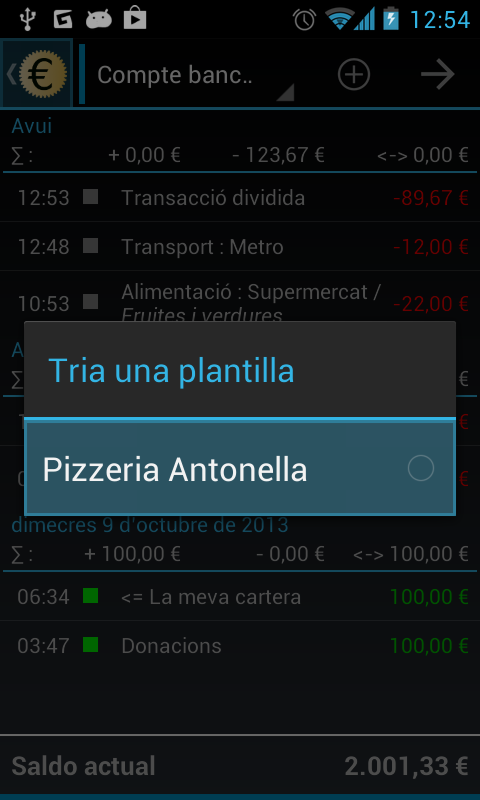 12:54
€
Compte banc..
Avui
∑ :
+ 0,00 €
- 123,67 €
<-> 0,00 €
12:53
Transacció dividida
-89,67 €
12:48
Transport : Metro
-12,00 €
10:53
Alimentació : Supermercat /
Fruites i verdures
-22,00 €
Tria una plantilla
Pizzeria Antonella
dimecres 9 d'octubre de 2013
∑ :
+ 100,00 €
- 0,00 €
<-> 100,00 €
06:34
<= La meva cartera
100,00 €
03:47
Donacions
100,00 €
Saldo actual
2.001,33 €